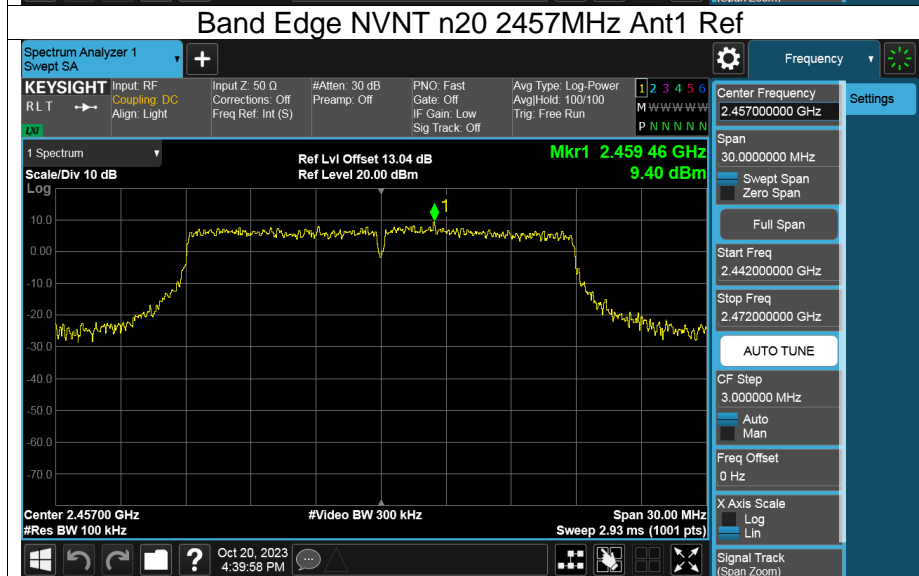 (Span Zoom)
Band Edge NVNT n20 2457MHz Ant1 Ref
Spectrum Analyzer 1
Swept SA
+
Frequency
KEYSIGHT
RLT
LXI
Input: RF
Coupling: DC
Align: Light
Input Z: 50 Ω
Corrections: Off
Freq Ref: Int (S)
#Atten: 30 dB
Preamp: Off
PNO: Fast
Gate: Off
IF Gain: Low
Sig Track: Off
Avg Type: Log-Power
Avg|Hold: 100/100
Trig: Free Run
1 2 3 4 5 6
M W W W W W
P N N N N N
1 Spectrum
Scale/Div 10 dB
Log
Ref Lvl Offset 13.04 dB
Ref Level 20.00 dBm
Mkr1 2.459 46 GHz
9.40 dBm
1
10.0
0.00
-10.0
-20.0
-30.0
-40.0
-50.0
-60.0
-70.0
Center 2.45700 GHz
#Res BW 100 kHz
#Video BW 300 kHz
Span 30.00 MHz
Sweep 2.93 ms (1001 pts)
Center Frequency
2.457000000 GHz
Settings
Span
30.0000000 MHz
Swept Span
Zero Span
Full Span
Start Freq
2.442000000 GHz
Stop Freq
2.472000000 GHz
AUTO TUNE
CF Step
3.000000 MHz
Auto
Man
Freq Offset
0 Hz
X Axis Scale
Log
Lin
Signal Track
(Span Zoom)
?
Oct 20, 2023
4:39:58 PM